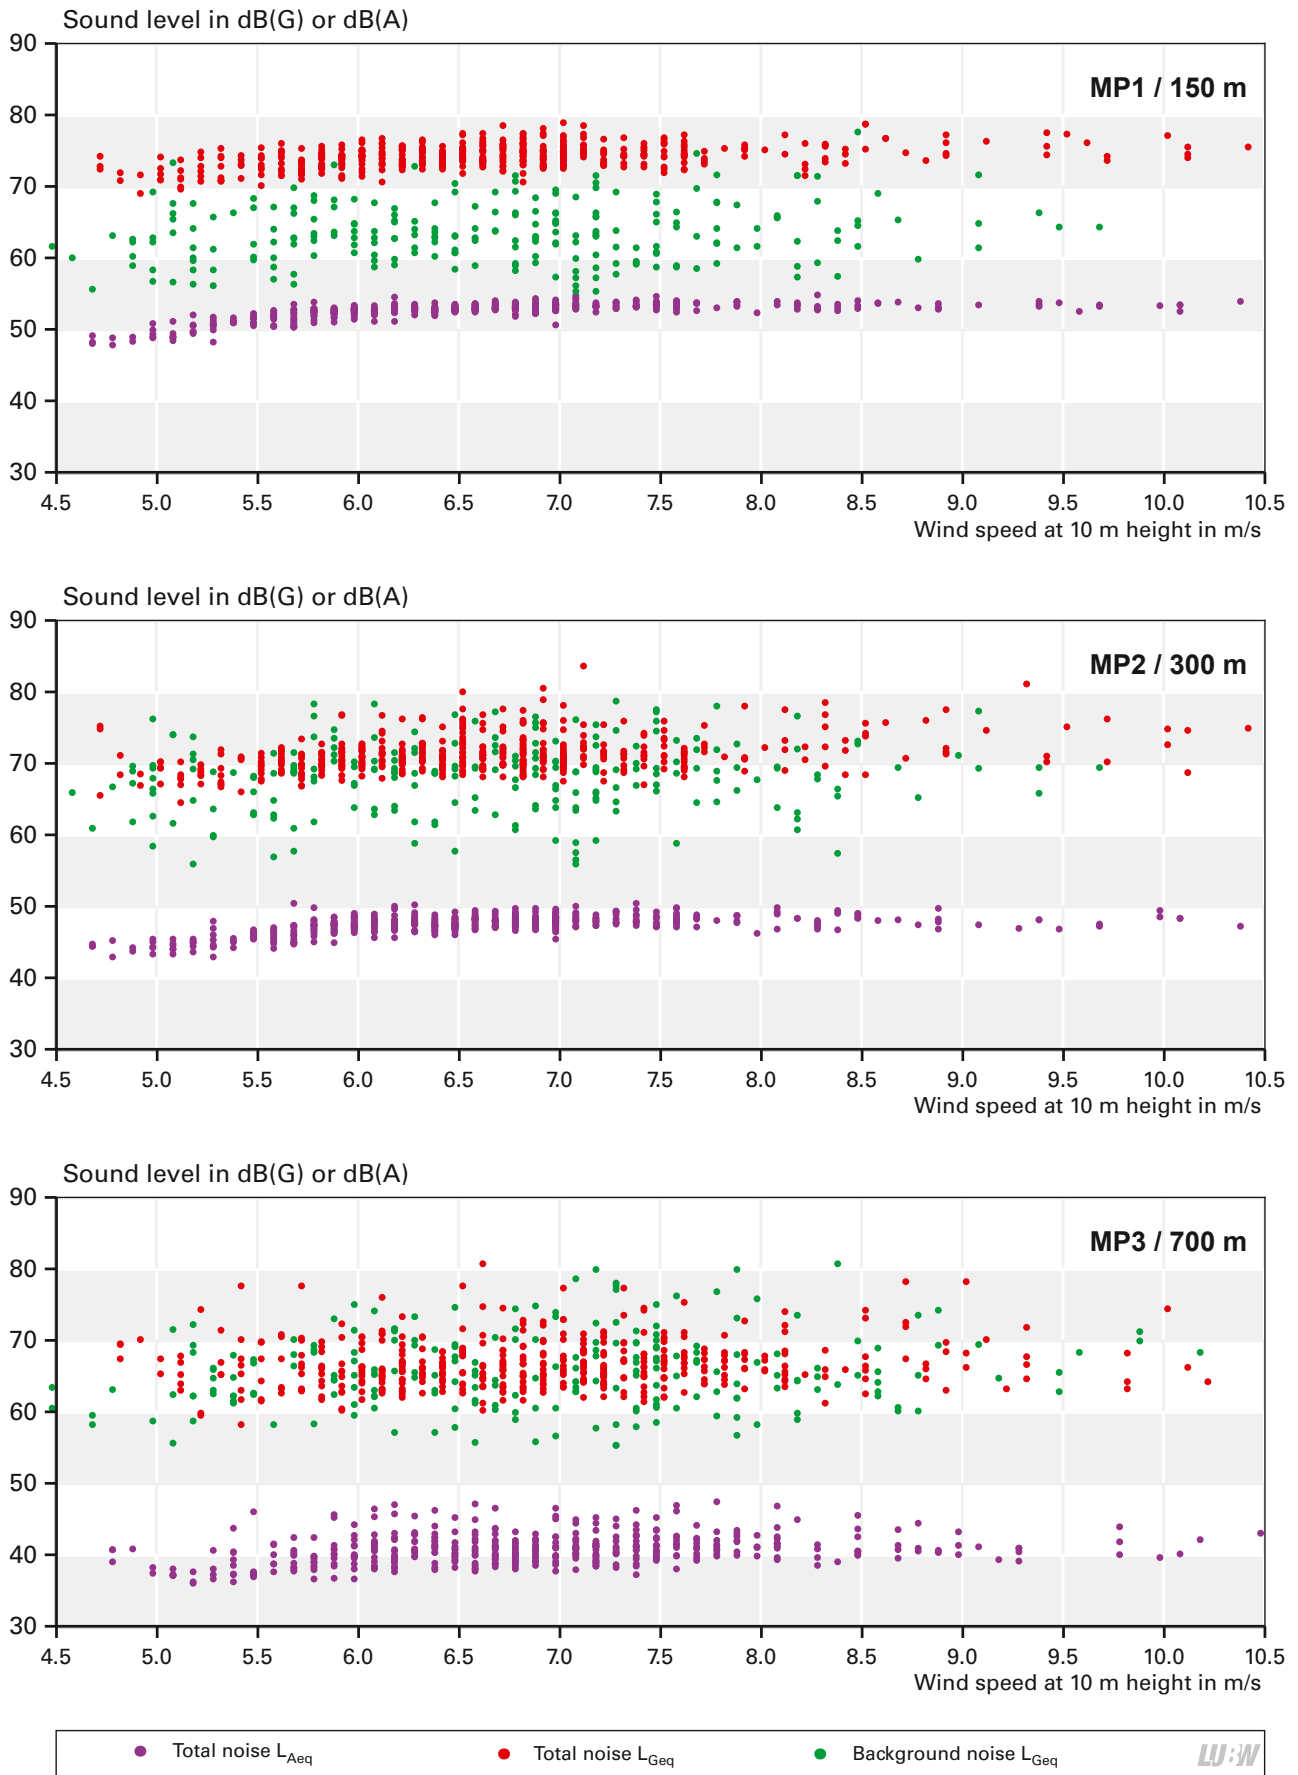 Sound level in dB(G) or dB(A)
90
MP1 / 150 m
80
70
60
50
40
30
4.5 5.0 5.5 6.0 6.5 7.0 7.5 8.0 8.5 9.0 9.5 10.0 10.5
Wind speed at 10 m height in m/s
Sound level in dB(G) or dB(A)
90
MP2 / 300 m
80
70
60
50
40
30
4.5 5.0 5.5 6.0 6.5 7.0 7.5 8.0 8.5 9.0 9.5 10.0 10.5
Wind speed at 10 m height in m/s
Sound level in dB(G) or dB(A)
90
MP3 / 700 m
80
70
60
50
40
30
4.5 5.0 5.5 6.0 6.5 7.0 7.5 8.0 8.5 9.0 9.5 10.0 10.5
Wind speed at 10 m height in m/s
Total noise LAeq Total noise LGeq Background noise LGeq LUBW